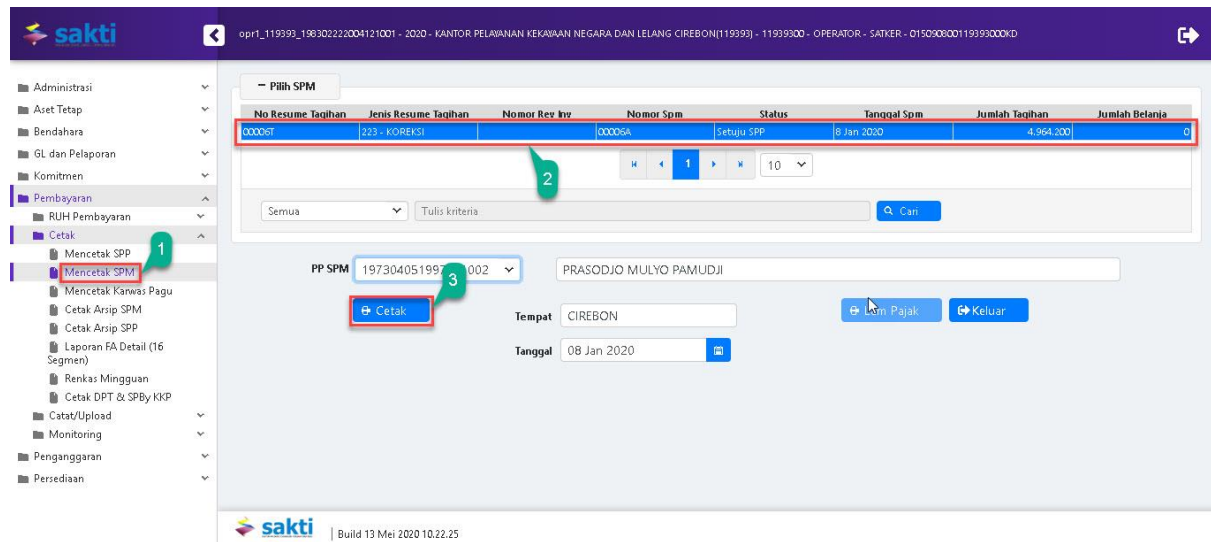 sakti
opr1_119393_198302222004121001 - 2020 - KANTOR PELAYANAN KEKAYAAN NEGARA DAN LELANG CIREBON(119393) - 11939300 - OPERATOR - SATKER - 015090800119393000KD
Administrasi
Aset Tetap
Bendahara
GL dan Pelaporan
Komitmen
Pembayaran
RUH Pembayaran
Cetak
Mencetak SPP
1
Mencetak SPM
Mencetak Karwas Pagu
Cetak Arsip SPM
Cetak Arsip SPP
Laporan FA Detail (16
Segmen)
Renkas Mingguan
Cetak DPT & SPBy KKP
Catat/Upload
Monitoring
Penganggaran
Persediaan
− Pilih SPM
No Resume Tagihan Jenis Resume Tagihan Nomor Rev Inv Nomor Spm Status Tanggal Spm Jumlah Tagihan Jumlah Belanja
00006T 223 - KOREKSI 00006A Setuju SPP 8 Jan 2020 4.964.200 0
1 10
2
Semua Tulis kriteria Cari
PP SPM 19730405199 002 PRASODJO MULYO PAMUDJI
3
Cetak Tempat CIREBON Pajak Keluar
Tanggal 08 Jan 2020
sakti | Build 13 Mei 2020 10.22.25